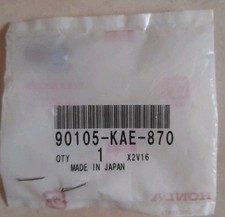 90105-KAE-870
QTY 1 X2V16
MADE IN JAPAN
HONDA